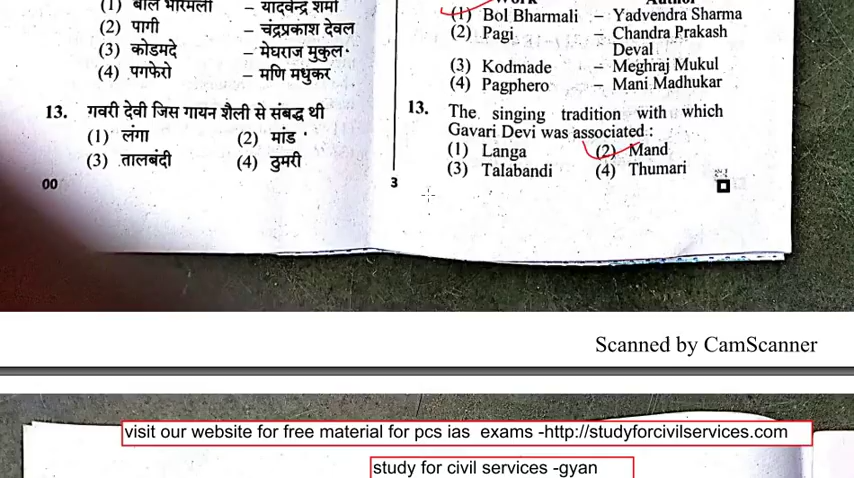 (1) बोल भारमली – यादवेन्द्र शर्मा
(2) पागी – चंद्रप्रकाश देवल
(3) कोडमदे – मेघराज मुकुल
(4) पगफेरो – मणि मधुकर
13. गवरी देवी जिस गायन शैली से संबद्ध थी
(1) लंगा (2) मांड
(3) तालबंदी (4) ठुमरी
00
(1) Bol Bharmali – Yadvendra Sharma
(2) Pagi – Chandra Prakash
Deval
(3) Kodmade – Meghraj Mukul
(4) Pagphero – Mani Madhukar
13. The singing tradition with which
Gavari Devi was associated :
(1) Langa (2) Mand
(3) Talabandi (4) Thumari
3
Scanned by CamScanner
visit our website for free material for pcs ias exams -http://studyforcivilservices.com
study for civil services -gyan